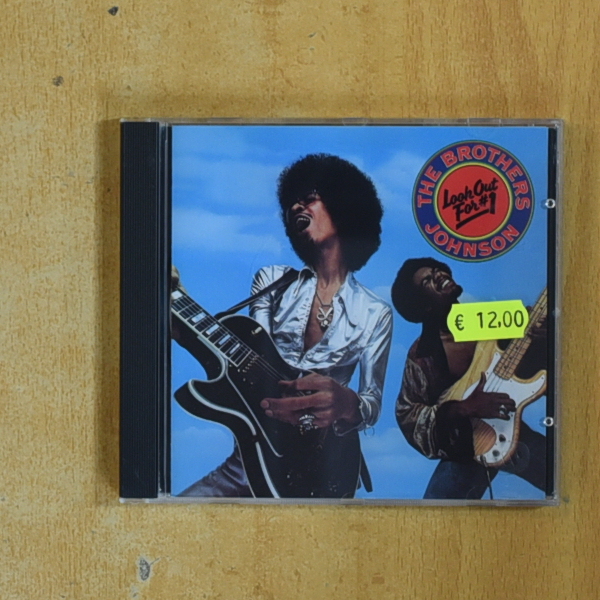 THE BROTHERS
Look Out
For #1
JOHNSON
€ 12,00